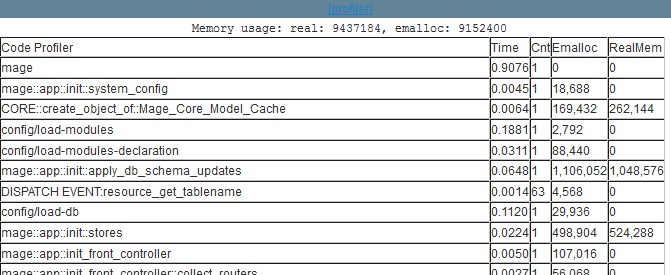 [profiler]
Memory usage: real: 9437184, emalloc: 9152400
Code Profiler Time Cnt Emalloc RealMem
mage 0.9076 1 0 0
mage::app::init::system_config 0.0045 1 18,688 0
CORE::create_object_of::Mage_Core_Model_Cache 0.0064 1 169,432 262,144
config/load-modules 0.1881 1 2,792 0
config/load-modules-declaration 0.0311 1 88,440 0
mage::app::init::apply_db_schema_updates 0.0648 1 1,106,052 1,048,576
DISPATCH EVENT:resource_get_tablename 0.0014 63 4,568 0
config/load-db 0.1120 1 29,936 0
mage::app::init::stores 0.0224 1 498,904 524,288
mage::app::init_front_controller 0.0050 1 107,016 0
mage::app::init_front_controller::collect_routers 0.0027 1 56,068 0